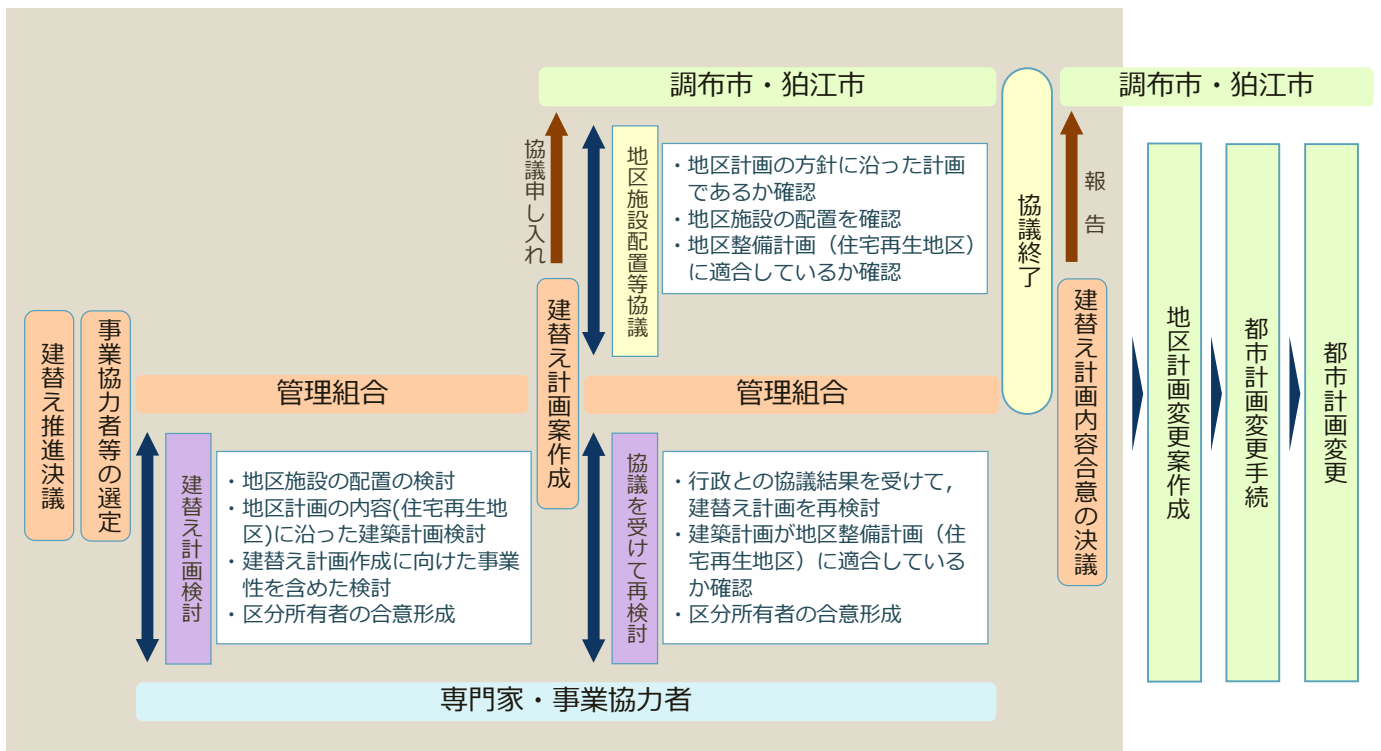 建替え推進決議
事業協力者等の選定
管理組合
建替え計画検討
・地区施設の配置の検討
・地区計画の内容(住宅再生地
区)に沿った建築計画検討
・建替え計画作成に向けた事業
性を含めた検討
・区分所有者の合意形成
建替え計画案作成
協議申し入れ
調布市・狛江市
地区施設配置等協議
・地区計画の方針に沿った計画
であるか確認
・地区施設の配置を確認
・地区整備計画（住宅再生地区）
に適合しているか確認
管理組合
協議を受けて再検討
・行政との協議結果を受けて，
建替え計画を再検討
・建築計画が地区整備計画（住
宅再生地区）に適合している
か確認
・区分所有者の合意形成
専門家・事業協力者
協議終了
調布市・狛江市
報告
建替え計画内容合意の決議
地区計画変更案作成
都市計画変更手続
都市計画変更